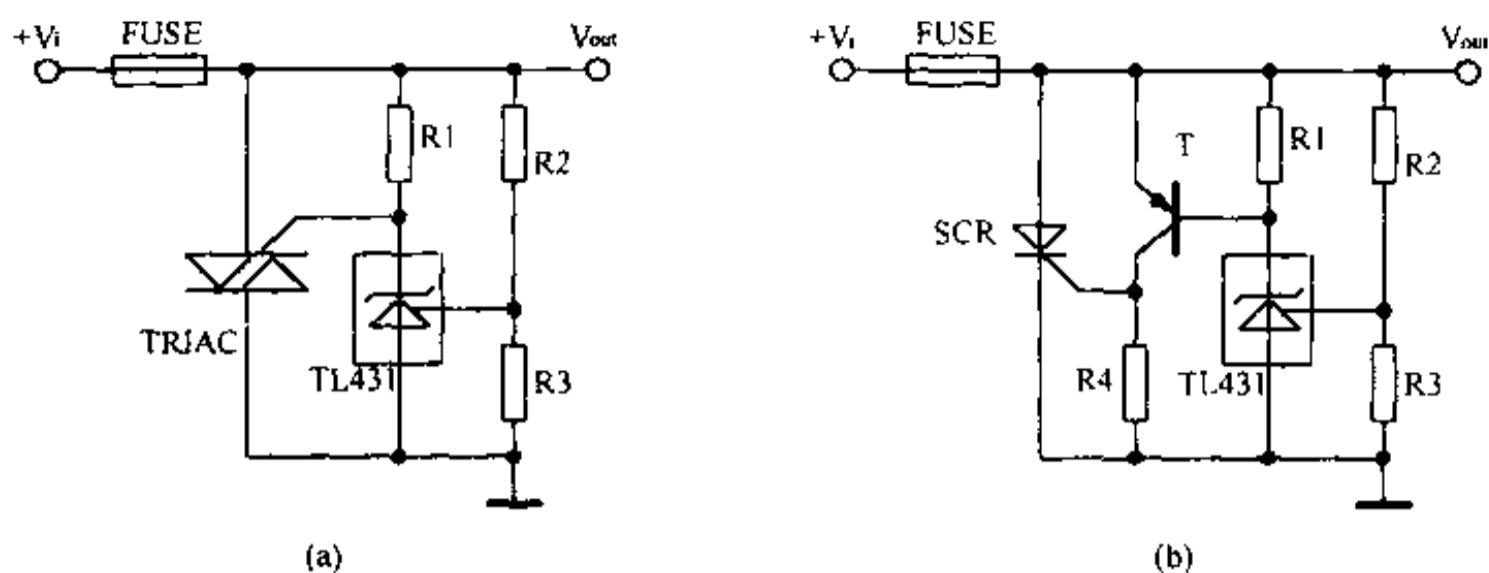 +Vi FUSE Vout
R1
R2
TRIAC
TL431
R3
(a)
+Vi FUSE Vout
T
R1
R2
SCR
R4
TL431
R3
(b)